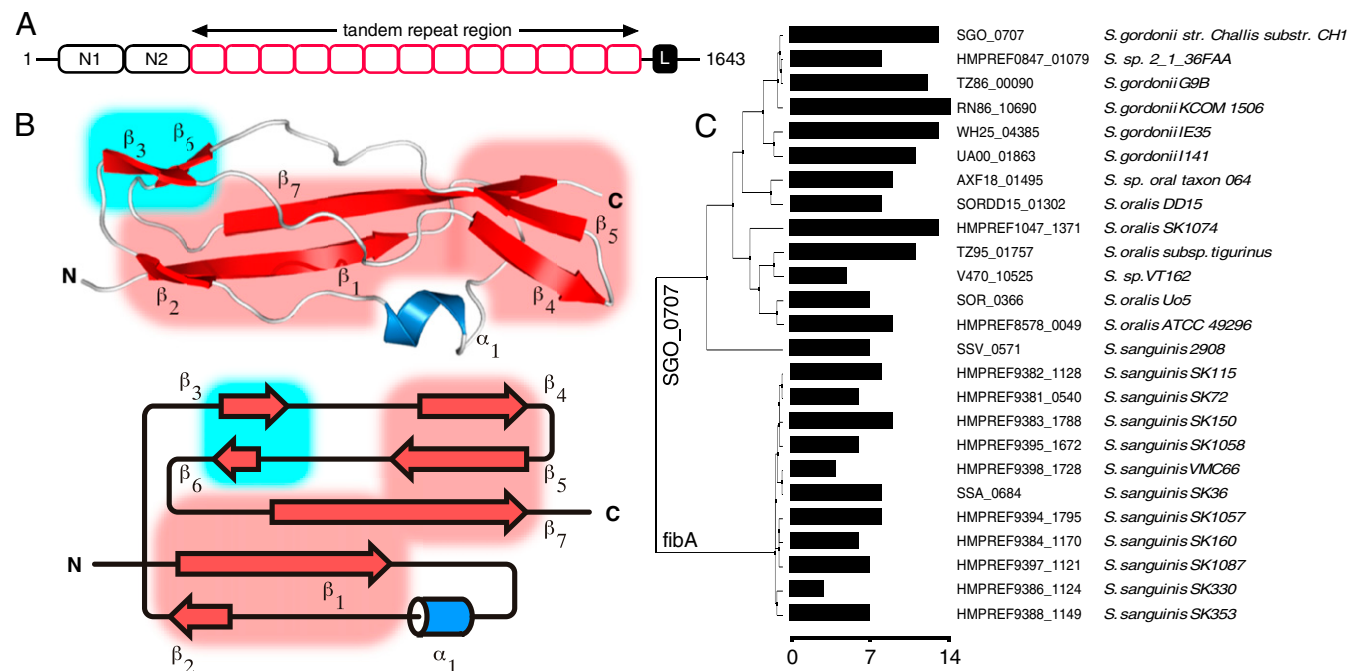 A
tandem repeat region
1 N1 N2 L 1643
B
β3 β6
β7
C
β5
N
β2 β1 β4
α1
β3 β4
β6 β5
β7 C
N
β1
β2 α1
C
SGO_0707
fibA
SGO_0707 S. gordonii str. Challis substr. CH1
HMPREF0847_01079 S. sp. 2_1_36FAA
TZ86_00090 S. gordonii G9B
RN86_10690 S. gordonii KCOM 1506
WH25_04385 S. gordonii IE35
UA00_01863 S. gordonii I141
AXF18_01495 S. sp. oral taxon 064
SORDD15_01302 S. oralis DD15
HMPREF1047_1371 S. oralis SK1074
TZ95_01757 S. oralis subsp. tigurinus
V470_10525 S. sp. VT162
SOR_0366 S. oralis Uo5
HMPREF8578_0049 S. oralis ATCC 49296
SSV_0571 S. sanguinis 2908
HMPREF9382_1128 S. sanguinis SK115
HMPREF9381_0540 S. sanguinis SK72
HMPREF9383_1788 S. sanguinis SK150
HMPREF9395_1672 S. sanguinis SK1058
HMPREF9398_1728 S. sanguinis VMC66
SSA_0684 S. sanguinis SK36
HMPREF9394_1795 S. sanguinis SK1057
HMPREF9384_1170 S. sanguinis SK160
HMPREF9397_1121 S. sanguinis SK1087
HMPREF9386_1124 S. sanguinis SK330
HMPREF9388_1149 S. sanguinis SK353
0 7 14